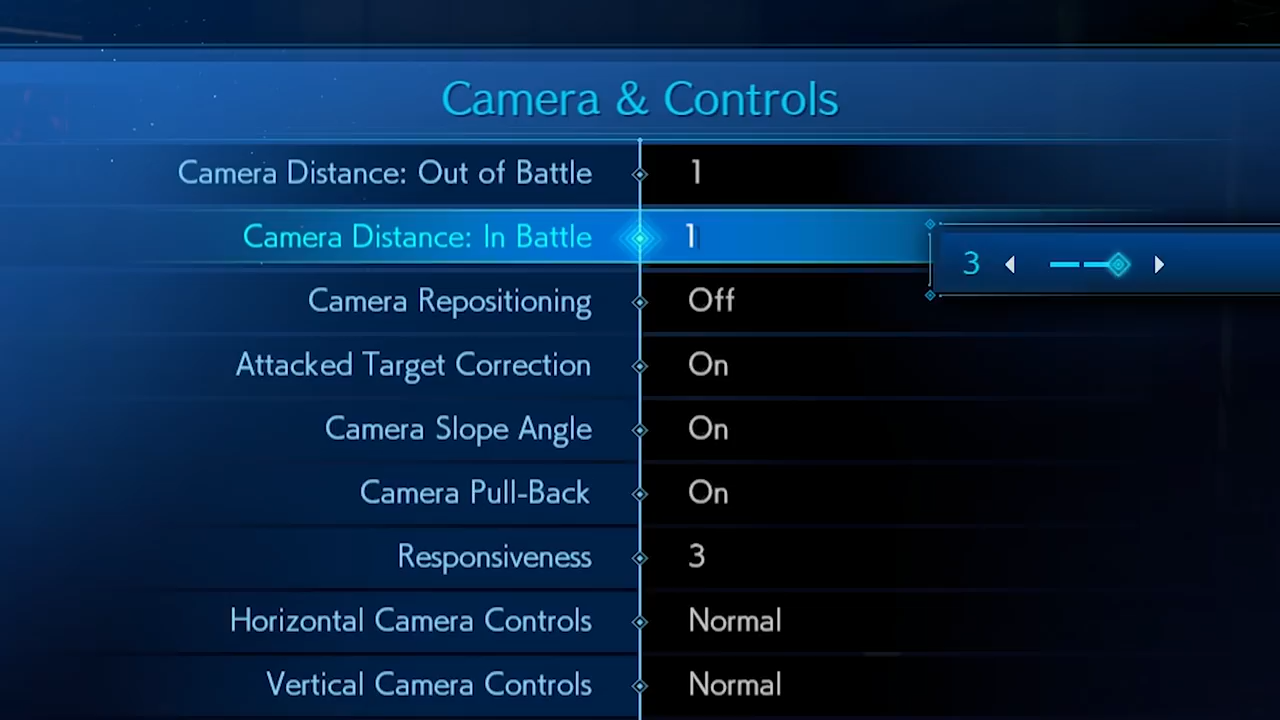 Camera & Controls
Camera Distance: Out of Battle 1
Camera Distance: In Battle 1
3
Camera Repositioning Off
Attacked Target Correction On
Camera Slope Angle On
Camera Pull-Back On
Responsiveness 3
Horizontal Camera Controls Normal
Vertical Camera Controls Normal